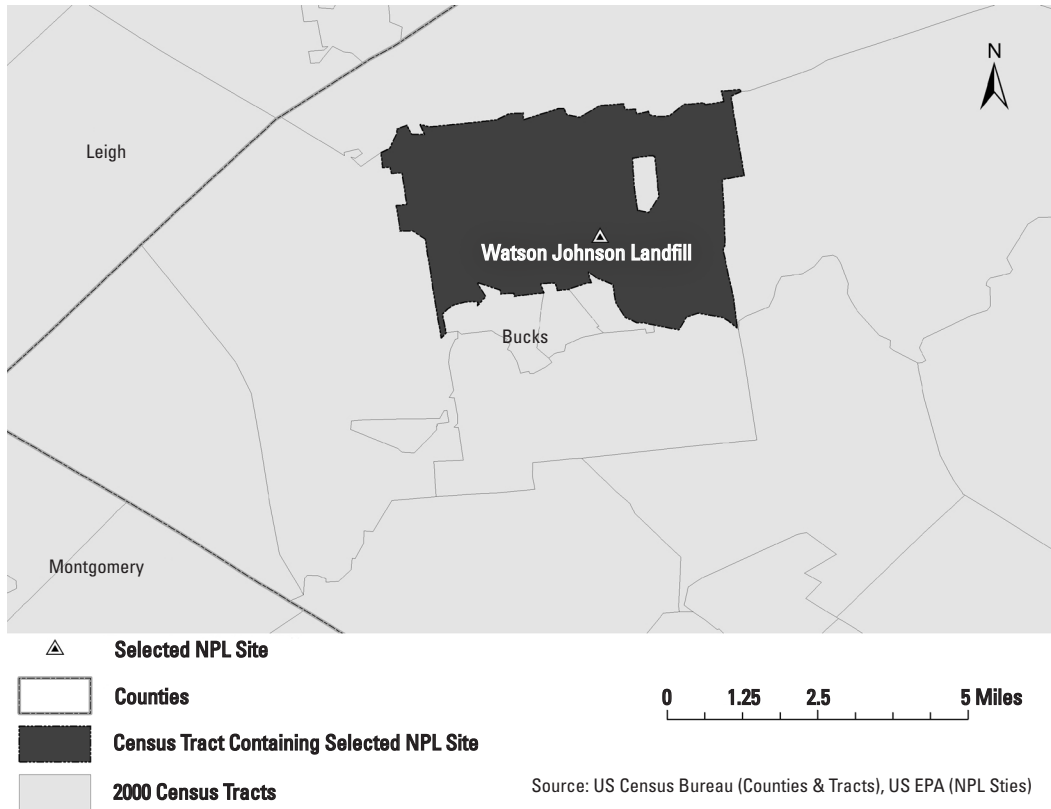 N
Leigh
Watson Johnson Landfill
Bucks
Montgomery
Selected NPL Site
Counties
0 1.25 2.5 5 Miles
Census Tract Containing Selected NPL Site
2000 Census Tracts
Source: US Census Bureau (Counties & Tracts), US EPA (NPL Sties)